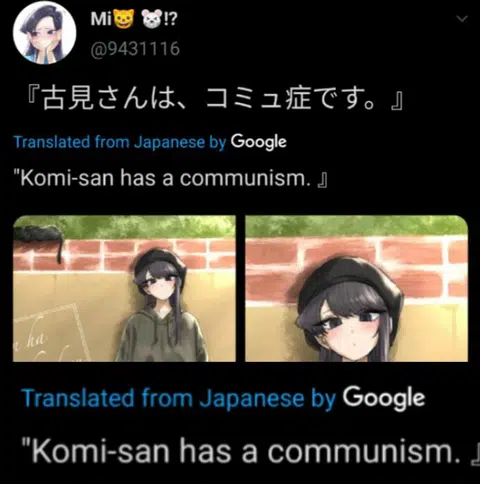 Mi😺 🐭!?
@9431116
『古見さんは、コミュ症です。』
Translated from Japanese by Google
"Komi-san has a communism. 』
Translated from Japanese by Google
"Komi-san has a communism. 』